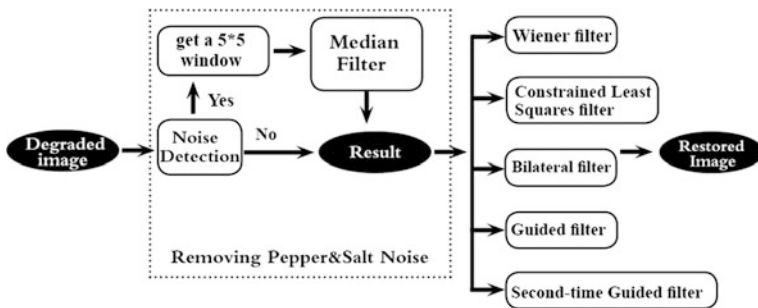 Degraded
image
Noise
Detection
Yes
No
get a 5*5
window
Median
Filter
Result
Removing Pepper&Salt Noise
Wiener filter
Constrained Least
Squares filter
Bilateral filter
Guided filter
Second-time Guided filter
Restored
Image